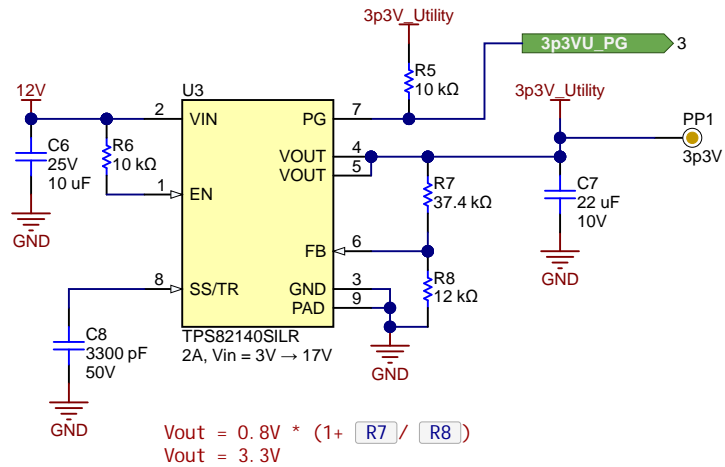 3p3V_Utility
3p3VU_PG 3
R5
10 kΩ
12V
U3
3p3V_Utility
2 VIN
PG 7
PP1
3p3V
C6
25V
10 uF
R6
10 kΩ
VOUT 4
VOUT 5
R7
37.4 kΩ
C7
22 uF
10V
1 EN
GND
FB 6
GND
R8
12 kΩ
8 SS/TR
GND 3
PAD 9
C8
3300 pF
50V
TPS82140SILR
2A, Vin = 3V → 17V
GND
GND
Vout = 0.8V * (1+ R7 / R8 )
Vout = 3.3V